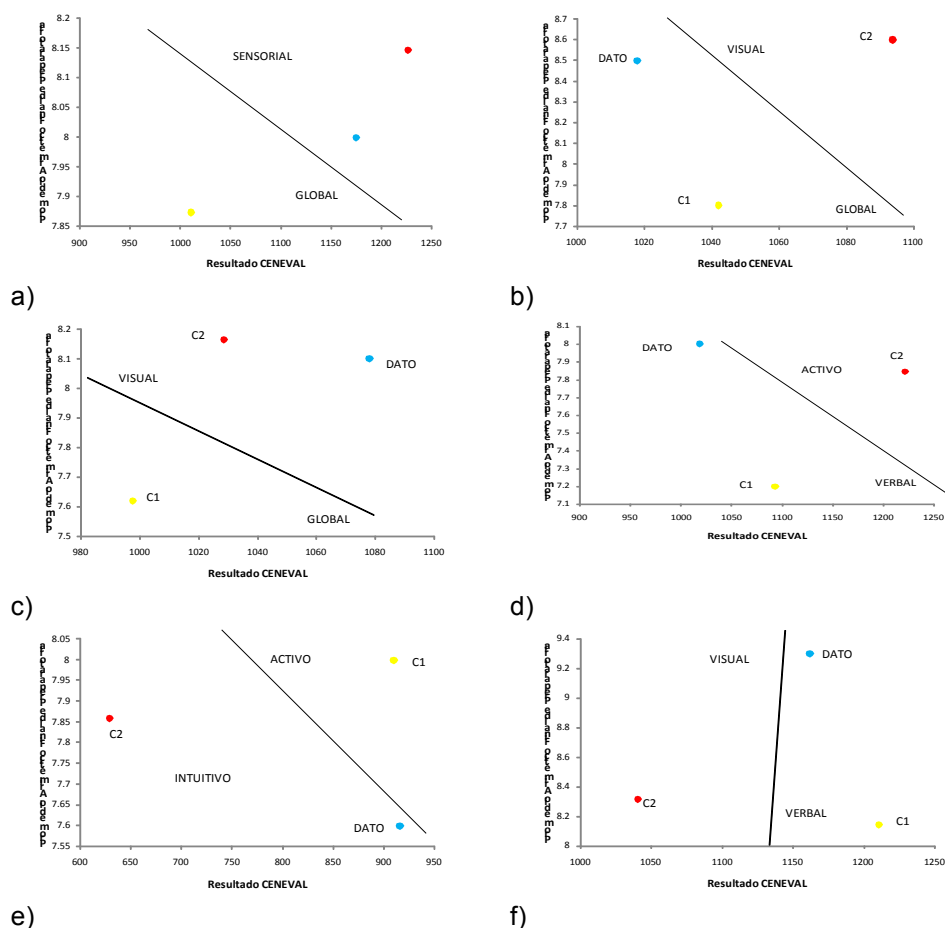 8.2
8.15
8.1
8.05
8
7.95
7.9
7.85
SENSORIAL
GLOBAL
900 950 1000 1050 1100 1150 1200 1250
Resultado CENEVAL
a)
8.7
8.6
8.5
8.4
8.3
8.2
8.1
8
7.9
7.8
7.7
DATO
VISUAL
C2
C1
GLOBAL
1000 1020 1040 1060 1080 1100
Resultado CENEVAL
b)
8.2
8.1
8
7.9
7.8
7.7
7.6
7.5
C2
DATO
VISUAL
C1
GLOBAL
980 1000 1020 1040 1060 1080 1100
Resultado CENEVAL
c)
8.1
8
7.9
7.8
7.7
7.6
7.5
7.4
7.3
7.2
7.1
DATO
C2
ACTIVO
C1
VERBAL
900 950 1000 1050 1100 1150 1200 1250
Resultado CENEVAL
d)
8.05
8
7.95
7.9
7.85
7.8
7.75
7.7
7.65
7.6
7.55
ACTIVO
C1
C2
INTUITIVO
DATO
600 650 700 750 800 850 900 950
Resultado CENEVAL
e)
9.4
9.2
9
8.8
8.6
8.4
8.2
8
VISUAL
DATO
C2
VERBAL
C1
1000 1050 1100 1150 1200 1250
Resultado CENEVAL
f)